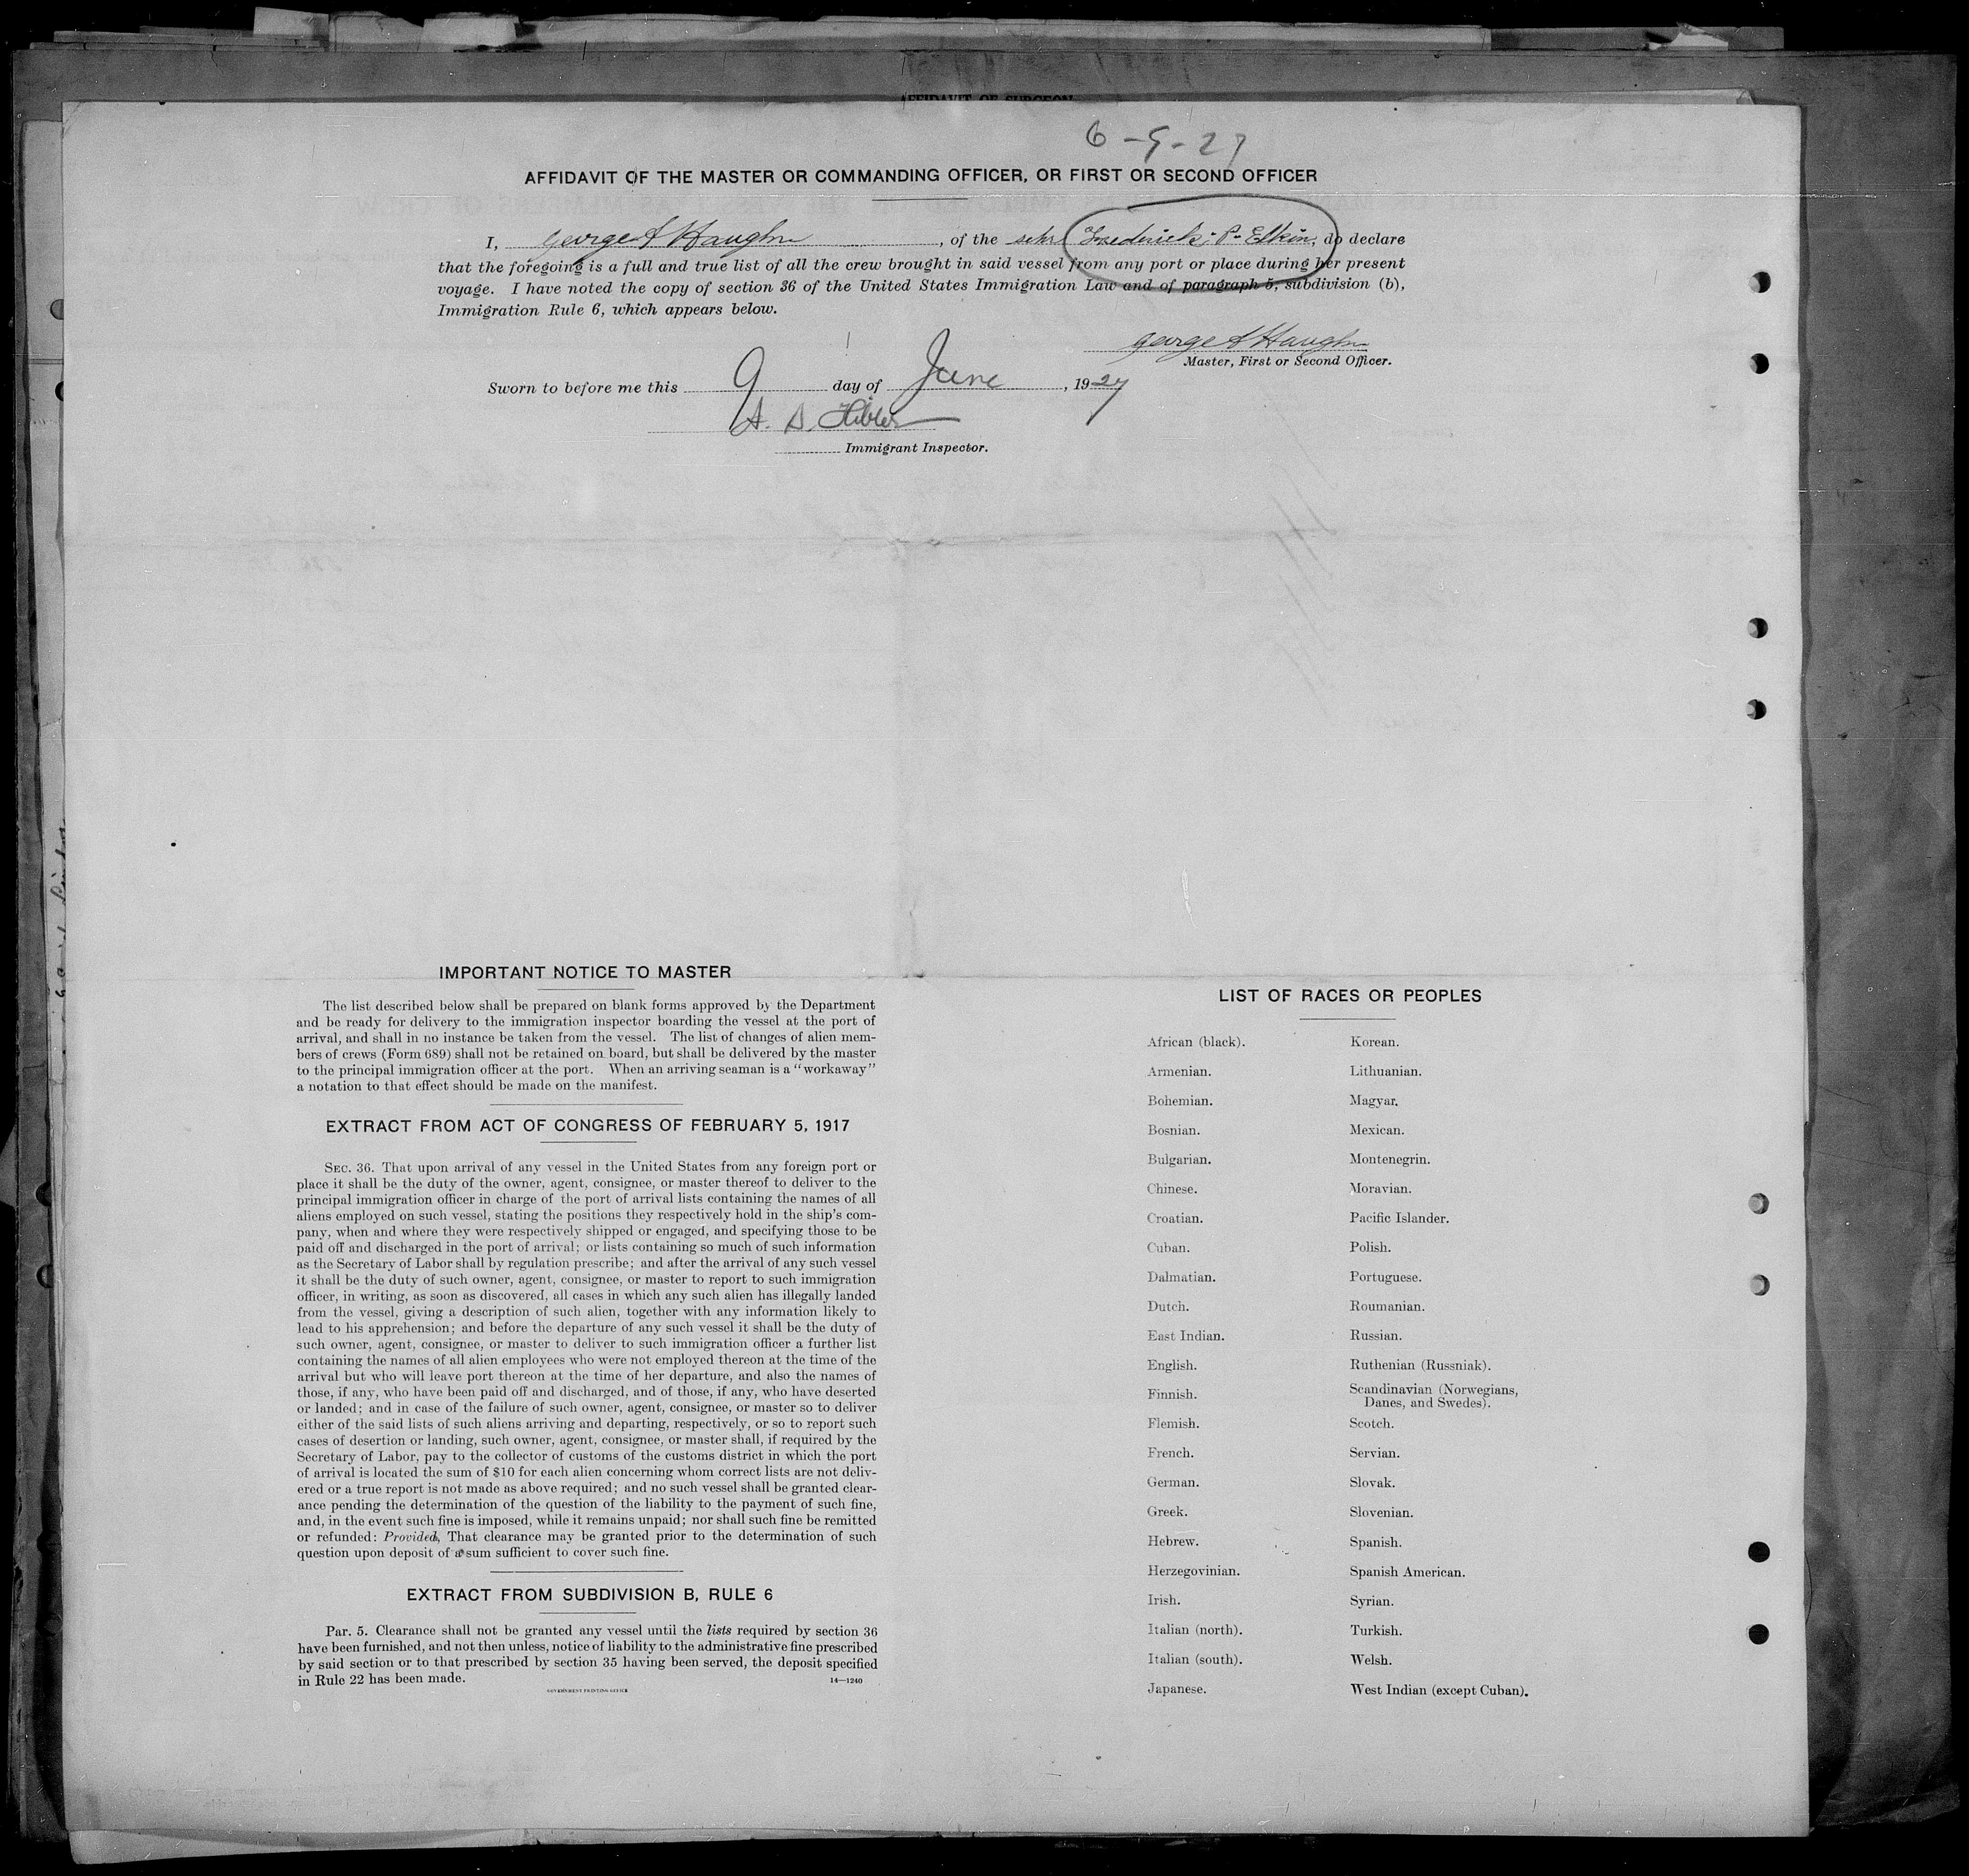 AFFIDAVIT OF SURGEON
6-9-27
AFFIDAVIT OF THE MASTER OR COMMANDING OFFICER, OR FIRST OR SECOND OFFICER
I, George A Haughn, of the schr Frederick P. Elkin, do declare
that the foregoing is a full and true list of all the crew brought in said vessel from any port or place during her present
voyage. I have noted the copy of section 36 of the United States Immigration Law and of paragraph 5, subdivision (b),
Immigration Rule 6, which appears below.
George A Haughn
Master, First or Second Officer.
Sworn to before me this 9 day of June, 1927
A. D.
Immigrant Inspector.
IMPORTANT NOTICE TO MASTER
The list described below shall be prepared on blank forms approved by the Department
and be ready for delivery to the immigration inspector boarding the vessel at the port of
arrival, and shall in no instance be taken from the vessel. The list of changes of alien mem-
bers of crews (Form 689) shall not be retained on board, but shall be delivered by the master
to the principal immigration officer at the port. When an arriving seaman is a "workaway"
a notation to that effect should be made on the manifest.
EXTRACT FROM ACT OF CONGRESS OF FEBRUARY 5, 1917
SEC. 36. That upon arrival of any vessel in the United States from any foreign port or
place it shall be the duty of the owner, agent, consignee, or master thereof to deliver to the
principal immigration officer in charge of the port of arrival lists containing the names of all
aliens employed on such vessel, stating the positions they respectively hold in the ship's com-
pany, when and where they were respectively shipped or engaged, and specifying those to be
paid off and discharged in the port of arrival; or lists containing so much of such information
as the Secretary of Labor shall by regulation prescribe; and after the arrival of any such vessel
it shall be the duty of such owner, agent, consignee, or master to report to such immigration
officer, in writing, as soon as discovered, all cases in which any such alien has illegally landed
from the vessel, giving a description of such alien, together with any information likely to
lead to his apprehension; and before the departure of any such vessel it shall be the duty of
such owner, agent, consignee, or master to deliver to such immigration officer a further list
containing the names of all alien employees who were not employed thereon at the time of the
arrival but who will leave port thereon at the time of her departure, and also the names of
those, if any, who have been paid off and discharged, and of those, if any, who have deserted
or landed; and in case of the failure of such owner, agent, consignee, or master so to deliver
either of the said lists of such aliens arriving and departing, respectively, or so to report such
cases of desertion or landing, such owner, agent, consignee, or master shall, if required by the
Secretary of Labor, pay to the collector of customs of the customs district in which the port
of arrival is located the sum of $10 for each alien concerning whom correct lists are not deliv-
ered or a true report is not made as above required; and no such vessel shall be granted clear-
ance pending the determination of the question of the liability to the payment of such fine,
and, in the event such fine is imposed, while it remains unpaid; nor shall such fine be remitted
or refunded: Provided, That clearance may be granted prior to the determination of such
question upon deposit of a sum sufficient to cover such fine.
EXTRACT FROM SUBDIVISION B, RULE 6
Par. 5. Clearance shall not be granted any vessel until the lists required by section 36
have been furnished, and not then unless, notice of liability to the administrative fine prescribed
by said section or to that prescribed by section 35 having been served, the deposit specified
in Rule 22 has been made. 14—1240
GOVERNMENT PRINTING OFFICE
LIST OF RACES OR PEOPLES
African (black). Korean.
Armenian. Lithuanian.
Bohemian. Magyar.
Bosnian. Mexican.
Bulgarian. Montenegrin.
Chinese. Moravian.
Croatian. Pacific Islander.
Cuban. Polish.
Dalmatian. Portuguese.
Dutch. Roumanian.
East Indian. Russian.
English. Ruthenian (Russniak).
Finnish. Scandinavian (Norwegians,
Danes, and Swedes).
Flemish. Scotch.
French. Servian.
German. Slovak.
Greek. Slovenian.
Hebrew. Spanish.
Herzegovinian. Spanish American.
Irish. Syrian.
Italian (north). Turkish.
Italian (south). Welsh.
Japanese. West Indian (except Cuban).